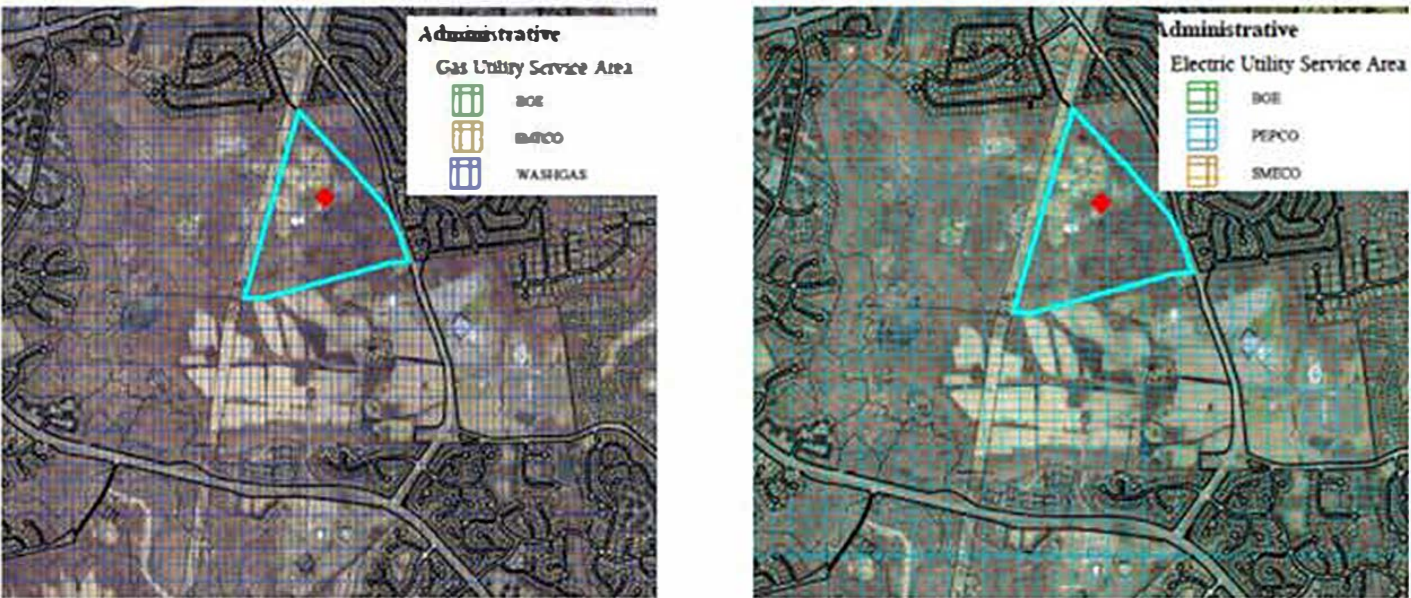 Administrative
Gas Utility Service Area
BGE
WASHGAS
Administrative
Electric Utility Service Area
BGE
PEPCO
SMECO